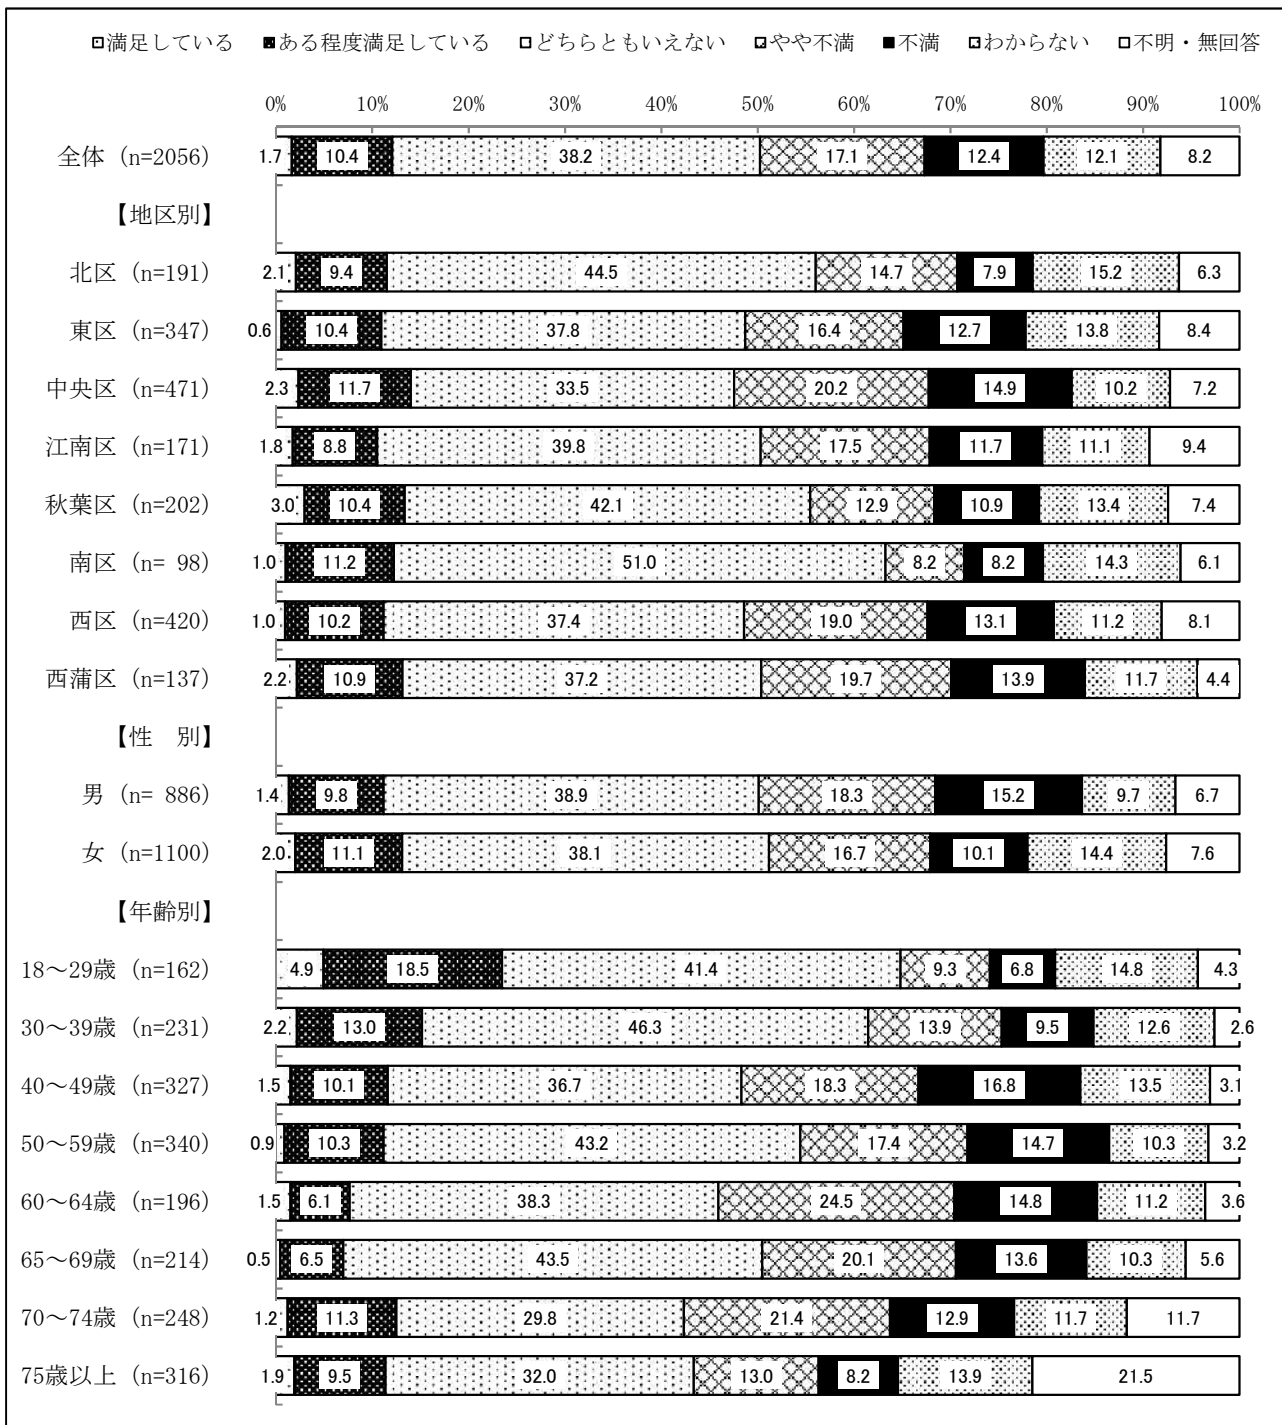 満足している ある程度満足している どちらともいえない やや不満 不満 わからない 不明・無回答
0% 10% 20% 30% 40% 50% 60% 70% 80% 90% 100%
全体 (n=2056) 1.7 10.4 38.2 17.1 12.4 12.1 8.2
【地区別】
北区 (n=191) 2.1 9.4 44.5 14.7 7.9 15.2 6.3
東区 (n=347) 0.6 10.4 37.8 16.4 12.7 13.8 8.4
中央区 (n=471) 2.3 11.7 33.5 20.2 14.9 10.2 7.2
江南区 (n=171) 1.8 8.8 39.8 17.5 11.7 11.1 9.4
秋葉区 (n=202) 3.0 10.4 42.1 12.9 10.9 13.4 7.4
南区 (n= 98) 1.0 11.2 51.0 8.2 8.2 14.3 6.1
西区 (n=420) 1.0 10.2 37.4 19.0 13.1 11.2 8.1
西蒲区 (n=137) 2.2 10.9 37.2 19.7 13.9 11.7 4.4
【性　別】
男 (n= 886) 1.4 9.8 38.9 18.3 15.2 9.7 6.7
女 (n=1100) 2.0 11.1 38.1 16.7 10.1 14.4 7.6
【年齢別】
18～29歳 (n=162) 4.9 18.5 41.4 9.3 6.8 14.8 4.3
30～39歳 (n=231) 2.2 13.0 46.3 13.9 9.5 12.6 2.6
40～49歳 (n=327) 1.5 10.1 36.7 18.3 16.8 13.5 3.1
50～59歳 (n=340) 0.9 10.3 43.2 17.4 14.7 10.3 3.2
60～64歳 (n=196) 1.5 6.1 38.3 24.5 14.8 11.2 3.6
65～69歳 (n=214) 0.5 6.5 43.5 20.1 13.6 10.3 5.6
70～74歳 (n=248) 1.2 11.3 29.8 21.4 12.9 11.7 11.7
75歳以上 (n=316) 1.9 9.5 32.0 13.0 8.2 13.9 21.5